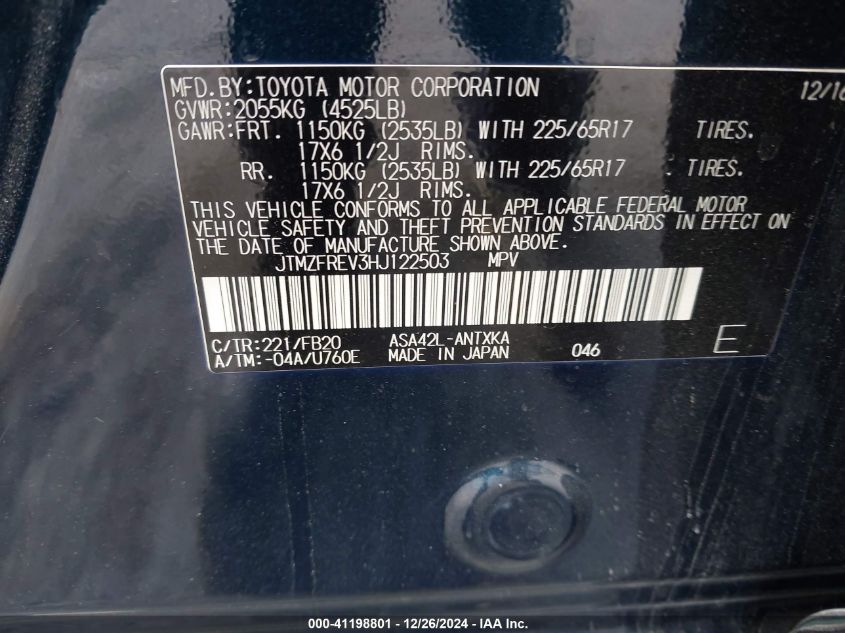 MFD.BY:TOYOTA MOTOR CORPORATION 12/16
GVWR:2055KG (4525LB)
GAWR:FRT. 1150KG (2535LB) WITH 225/65R17 TIRES.
17X6 1/2J RIMS.
RR. 1150KG (2535LB) WITH 225/65R17 . TIRES.
17X6 1/2J RIMS.
THIS VEHICLE CONFORMS TO ALL APPLICABLE FEDERAL MOTOR
VEHICLE SAFETY AND THEFT PREVENTION STANDARDS IN EFFECT ON
THE DATE OF MANUFACTURE SHOWN ABOVE.
JTMZFREV3HJ122503 MPV
C/TR:221/FB20 ASA42L-ANTXKA
A/TM:-04A/U760E MADE IN JAPAN 046 E
000-41198801 - 12/26/2024 - IAA Inc.